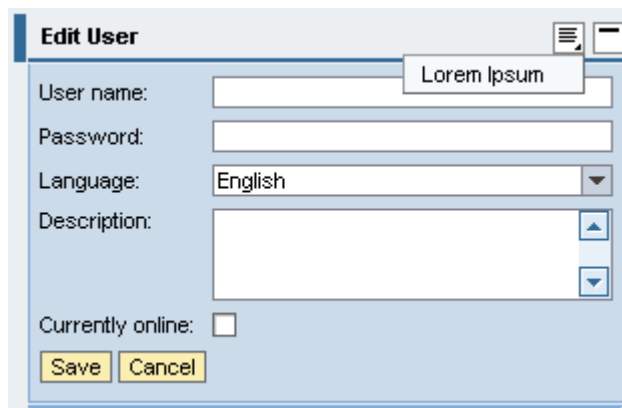 Edit User
Lorem Ipsum
User name:
Password:
Language: English
Description:
Currently online:
Save Cancel